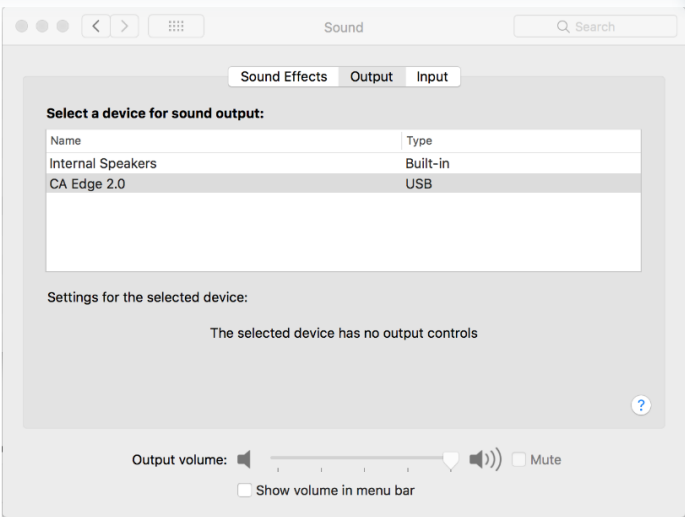 Sound
Search
Sound Effects Output Input
Select a device for sound output:
Name Type
Internal Speakers Built-in
CA Edge 2.0 USB
Settings for the selected device:
The selected device has no output controls
?
Output volume: Mute
Show volume in menu bar